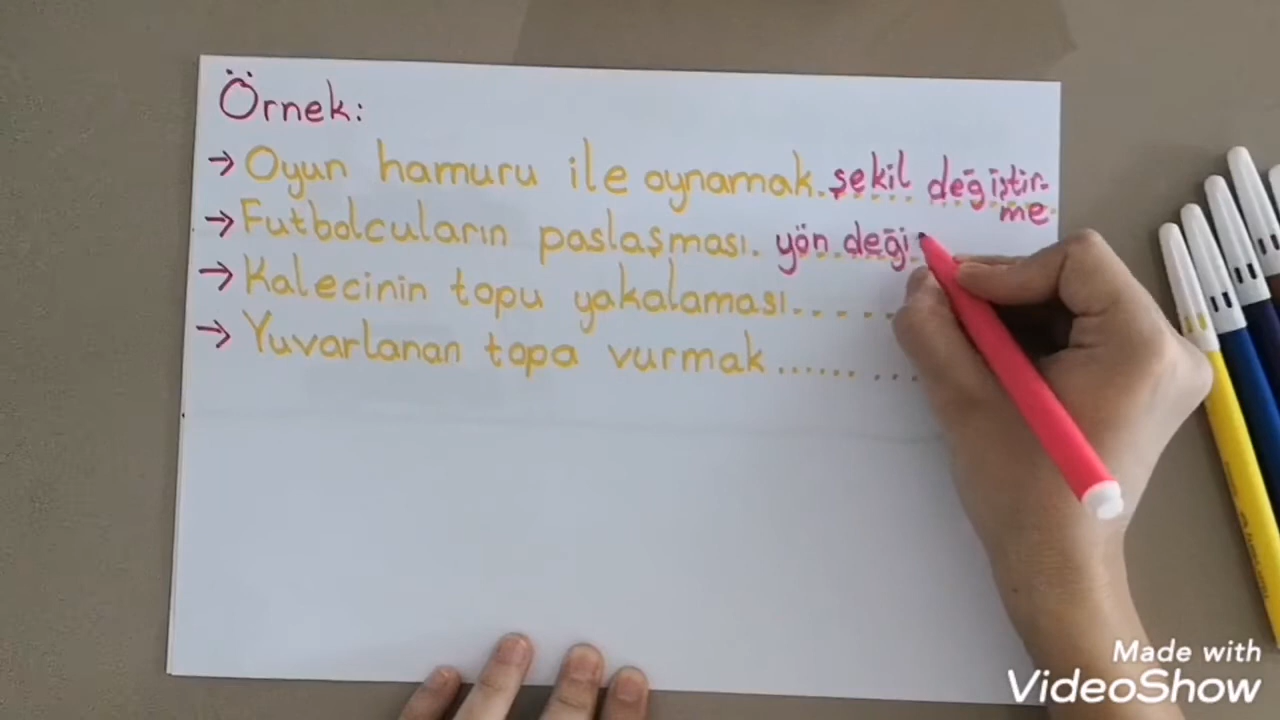 Örnek:
→ Oyun hamuru ile oynamak. şekil değiştir-
me
→ Futbolcuların paslaşması. yön deği
→ Kalecinin topu yakalaması.......
→ Yuvarlanan topa vurmak...... ...
Made with
VideoShow